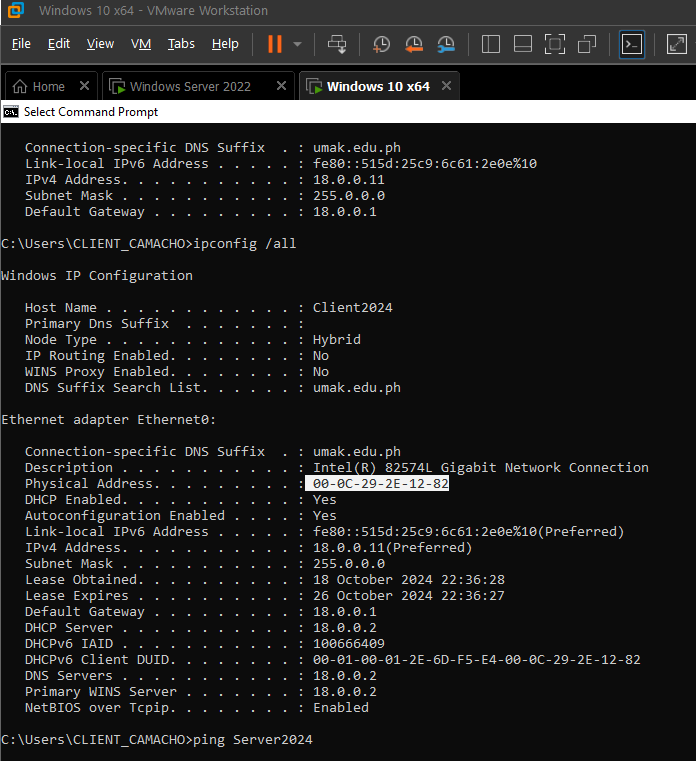 Windows 10 x64 - VMware Workstation
File Edit View VM Tabs Help
Home Windows Server 2022 Windows 10 x64
Select Command Prompt
Connection-specific DNS Suffix . : umak.edu.ph
Link-local IPv6 Address . . . . . : fe80::515d:25c9:6c61:2e0e%10
IPv4 Address. . . . . . . . . . . : 18.0.0.11
Subnet Mask . . . . . . . . . . . : 255.0.0.0
Default Gateway . . . . . . . . . : 18.0.0.1
C:\Users\CLIENT_CAMACHO>ipconfig /all
Windows IP Configuration
Host Name . . . . . . . . . . . . : Client2024
Primary Dns Suffix . . . . . . . :
Node Type . . . . . . . . . . . . : Hybrid
IP Routing Enabled. . . . . . . . : No
WINS Proxy Enabled. . . . . . . . : No
DNS Suffix Search List. . . . . . : umak.edu.ph
Ethernet adapter Ethernet0:
Connection-specific DNS Suffix . : umak.edu.ph
Description . . . . . . . . . . . : Intel(R) 82574L Gigabit Network Connection
Physical Address. . . . . . . . . : 00-0C-29-2E-12-82
DHCP Enabled. . . . . . . . . . . : Yes
Autoconfiguration Enabled . . . . : Yes
Link-local IPv6 Address . . . . . : fe80::515d:25c9:6c61:2e0e%10(Preferred)
IPv4 Address. . . . . . . . . . . : 18.0.0.11(Preferred)
Subnet Mask . . . . . . . . . . . : 255.0.0.0
Lease Obtained. . . . . . . . . . : 18 October 2024 22:36:28
Lease Expires . . . . . . . . . . : 26 October 2024 22:36:27
Default Gateway . . . . . . . . . : 18.0.0.1
DHCP Server . . . . . . . . . . . : 18.0.0.2
DHCPv6 IAID . . . . . . . . . . . : 100666409
DHCPv6 Client DUID. . . . . . . . : 00-01-00-01-2E-6D-F5-E4-00-0C-29-2E-12-82
DNS Servers . . . . . . . . . . . : 18.0.0.2
Primary WINS Server . . . . . . . : 18.0.0.2
NetBIOS over Tcpip. . . . . . . . : Enabled
C:\Users\CLIENT_CAMACHO>ping Server2024